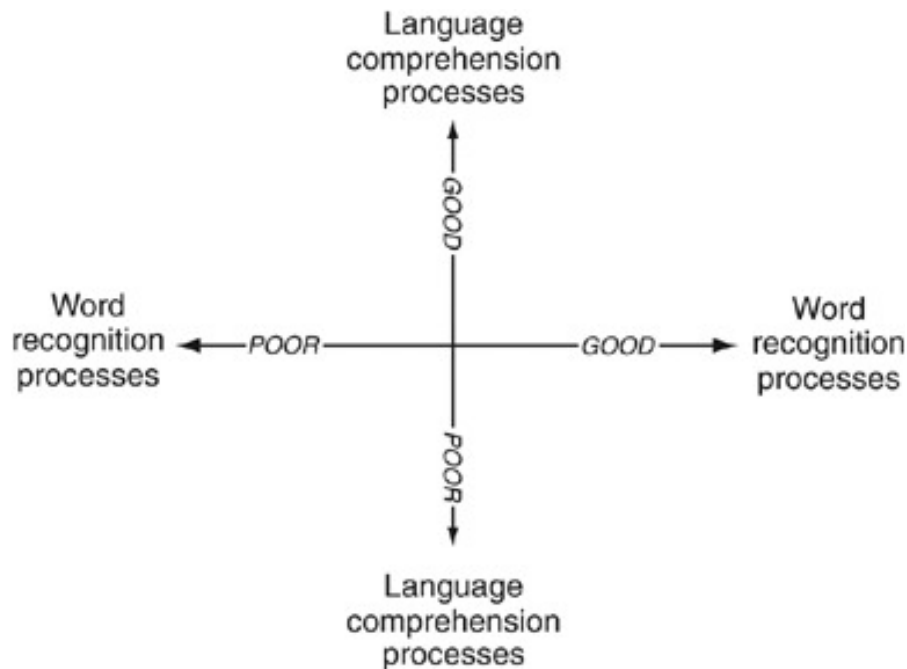 Language
comprehension
processes
GOOD
Word
recognition
processes
POOR
GOOD
Word
recognition
processes
POOR
Language
comprehension
processes